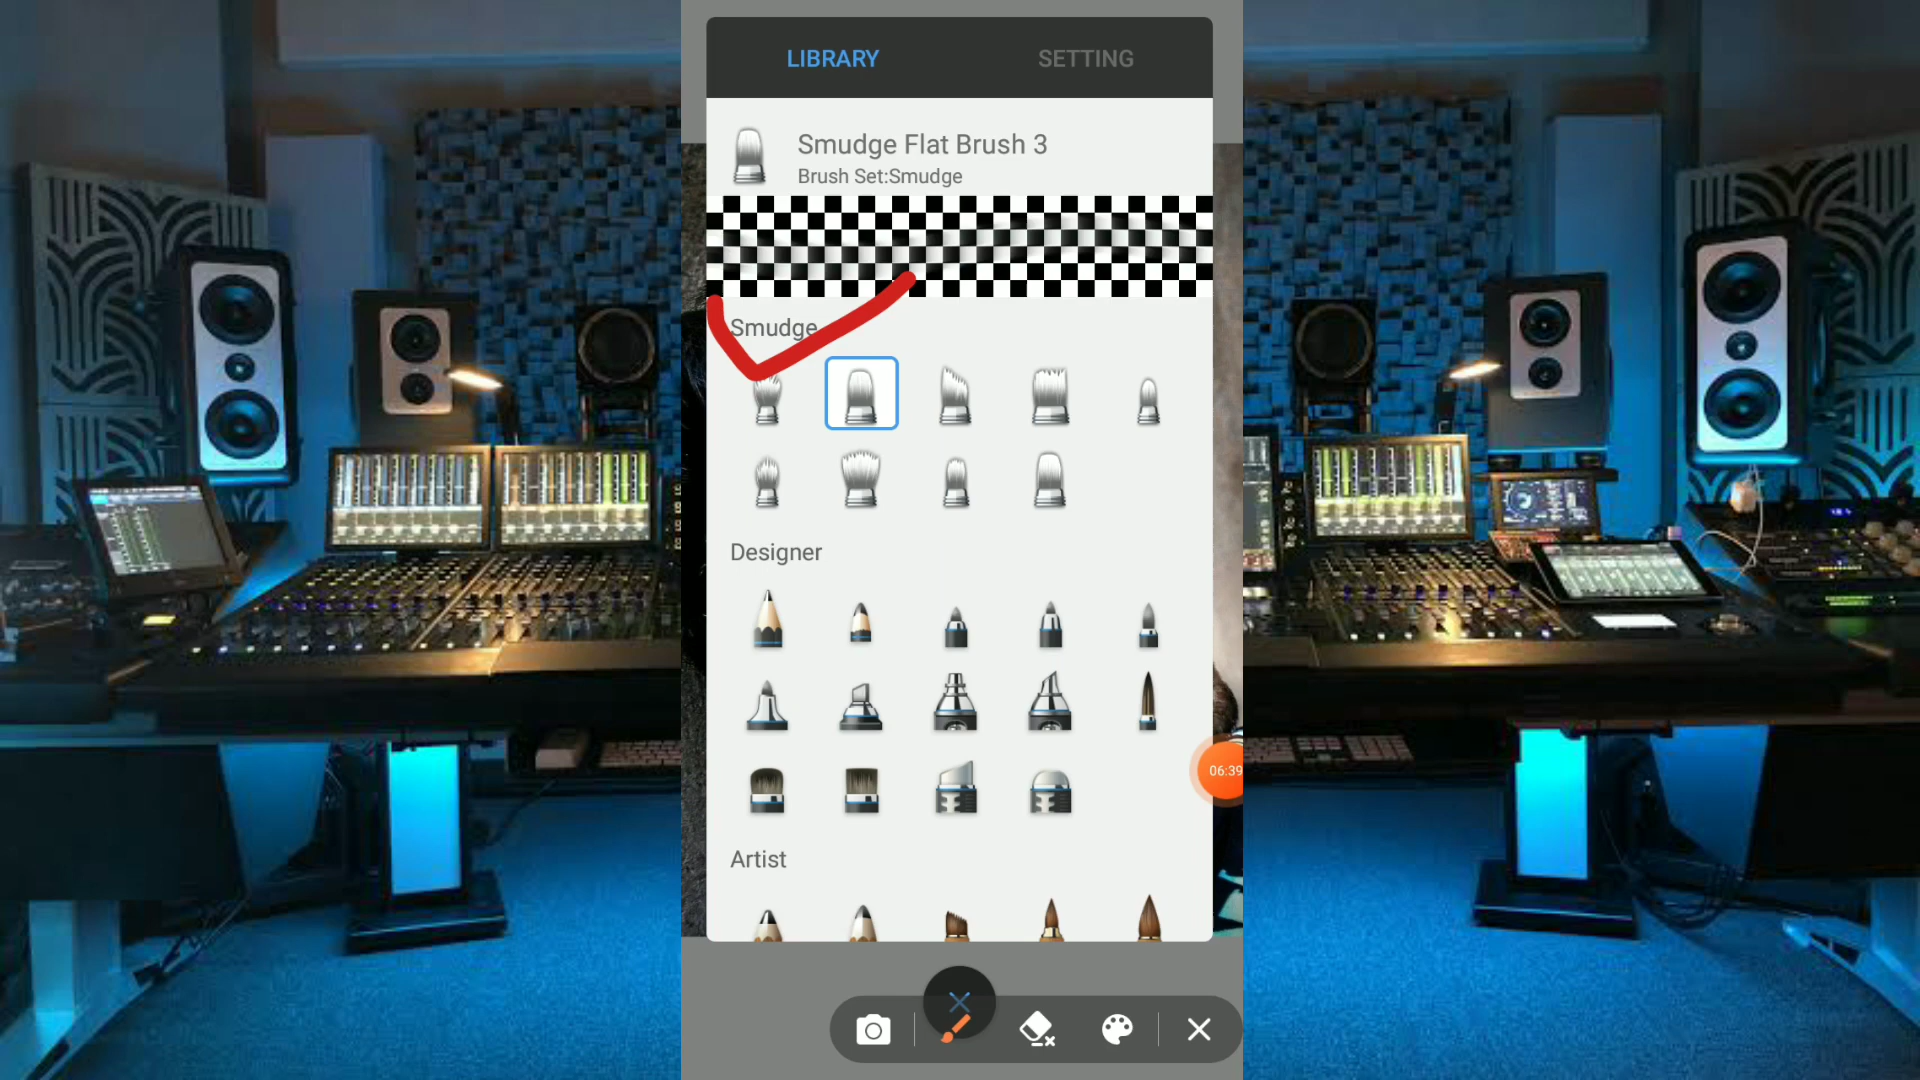 LIBRARY
SETTING
Smudge Flat Brush 3
Brush Set:Smudge
Smudge
Designer
Artist
06:39